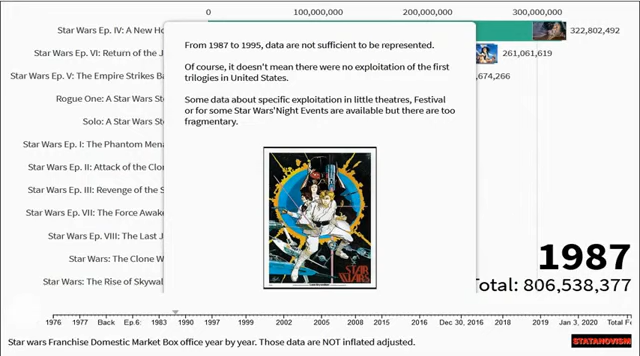 0 100,000,000 200,000,000 300,000,000
Star Wars Ep. IV: A New Ho 322,802,492
Star Wars Ep. VI: Return of the J 261,061,619
Star Wars Ep. V: The Empire Strikes Ba ,674,266
Rogue One: A Star Wars Sto
Solo: A Star Wars Sto
Star Wars Ep. I: The Phantom Mena
Star Wars Ep. II: Attack of the Clon
Star Wars Ep. III: Revenge of the S
Star Wars Ep. VII: The Force Awake
Star Wars Ep. VIII: The Last J
Star Wars: The Clone W
Star Wars: The Rise of Skywal
From 1987 to 1995, data are not sufficient to be represented.
Of course, it doesn't mean there were no exploitation of the first
trilogies in United States.
Some data about specific exploitation in little theatres, Festival
or for some Star Wars'Night Events are available but there are too
fragmentary.
STAR
WARS
1987
Total: 806,538,377
1976 1977 Back Ep.6: 1983 1990 1997 1999 2002 2005 2008 2015 2016 Dec 30, 2016 2018 2019 Jan 3, 2020 Total Fr
Star wars Franchise Domestic Market Box office year by year. Those data are NOT inflated adjusted.
STATANOVISM